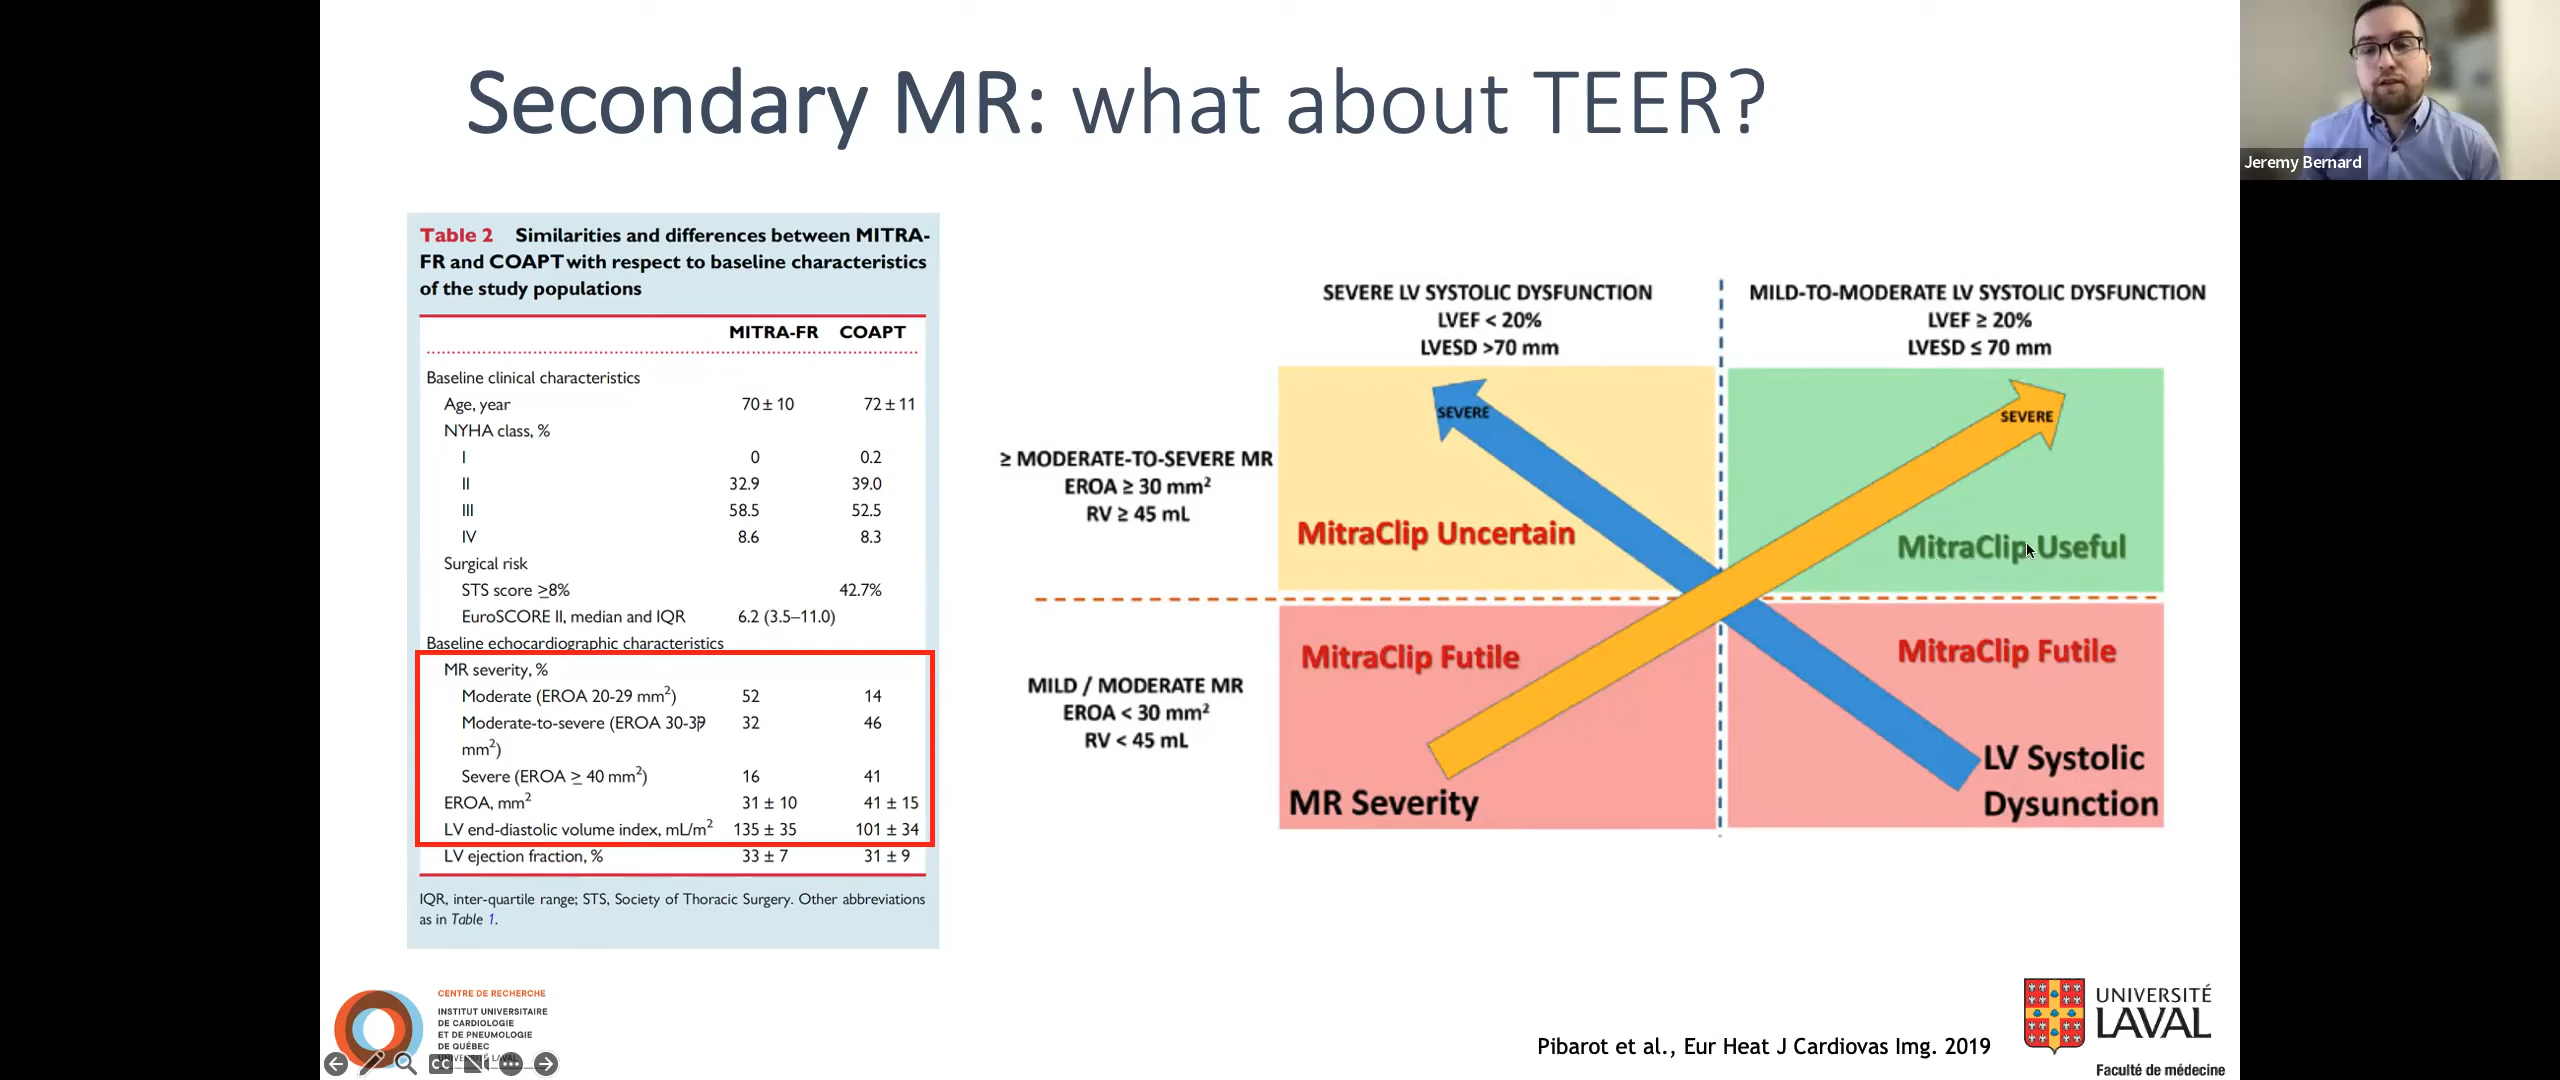 Secondary MR: what about TEER?
Jeremy Bernard
Table 2 Similarities and differences between MITRA-
FR and COAPT with respect to baseline characteristics
of the study populations
MITRA-FR COAPT
Baseline clinical characteristics
Age, year 70 ± 10 72 ± 11
NYHA class, %
I 0 0.2
II 32.9 39.0
III 58.5 52.5
IV 8.6 8.3
Surgical risk
STS score ≥8% 42.7%
EuroSCORE II, median and IQR 6.2 (3.5–11.0)
Baseline echocardiographic characteristics
MR severity, %
Moderate (EROA 20-29 mm²) 52 14
Moderate-to-severe (EROA 30-39 32 46
mm²)
Severe (EROA ≥ 40 mm²) 16 41
EROA, mm² 31 ± 10 41 ± 15
LV end-diastolic volume index, mL/m² 135 ± 35 101 ± 34
LV ejection fraction, % 33 ± 7 31 ± 9
IQR, inter-quartile range; STS, Society of Thoracic Surgery. Other abbreviations
as in Table 1.
SEVERE LV SYSTOLIC DYSFUNCTION
LVEF < 20%
LVESD >70 mm
MILD-TO-MODERATE LV SYSTOLIC DYSFUNCTION
LVEF ≥ 20%
LVESD ≤ 70 mm
≥ MODERATE-TO-SEVERE MR
EROA ≥ 30 mm²
RV ≥ 45 mL
SEVERE
SEVERE
MitraClip Uncertain
MitraClip Useful
MILD / MODERATE MR
EROA < 30 mm²
RV < 45 mL
MitraClip Futile
MitraClip Futile
MR Severity
LV Systolic
Dysunction
CENTRE DE RECHERCHE
INSTITUT UNIVERSITAIRE
DE CARDIOLOGIE
ET DE PNEUMOLOGIE
DE QUÉBEC
CC
Pibarot et al., Eur Heat J Cardiovas Img. 2019
UNIVERSITÉ
LAVAL
Faculté de médecine